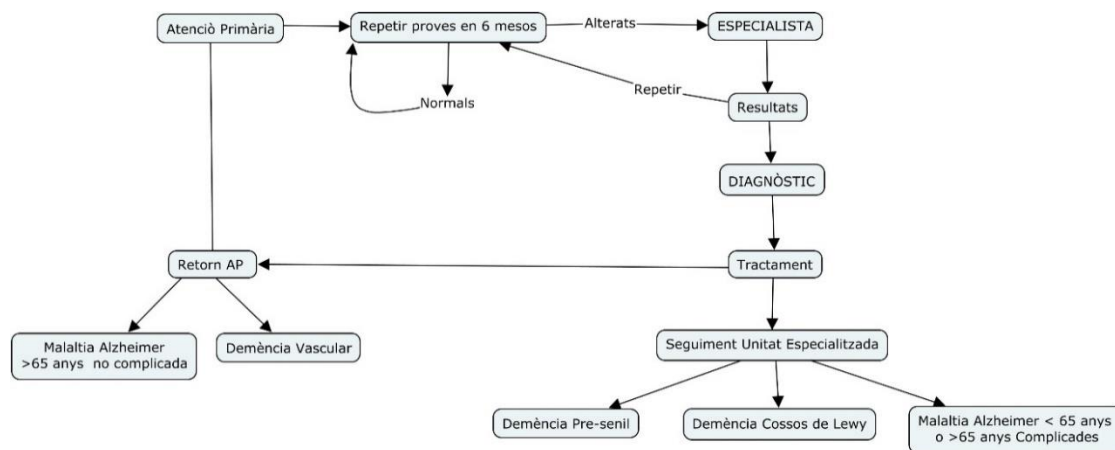 Atenciò Primària
Repetir proves en 6 mesos
Alterats
ESPECIALISTA
Normals
Repetir
Resultats
DIAGNÒSTIC
Retorn AP
Tractament
Malaltia Alzheimer
>65 anys no complicada
Demència Vascular
Seguiment Unitat Especialitzada
Demència Pre-senil
Demència Cossos de Lewy
Malaltia Alzheimer < 65 anys
o >65 anys Complicades